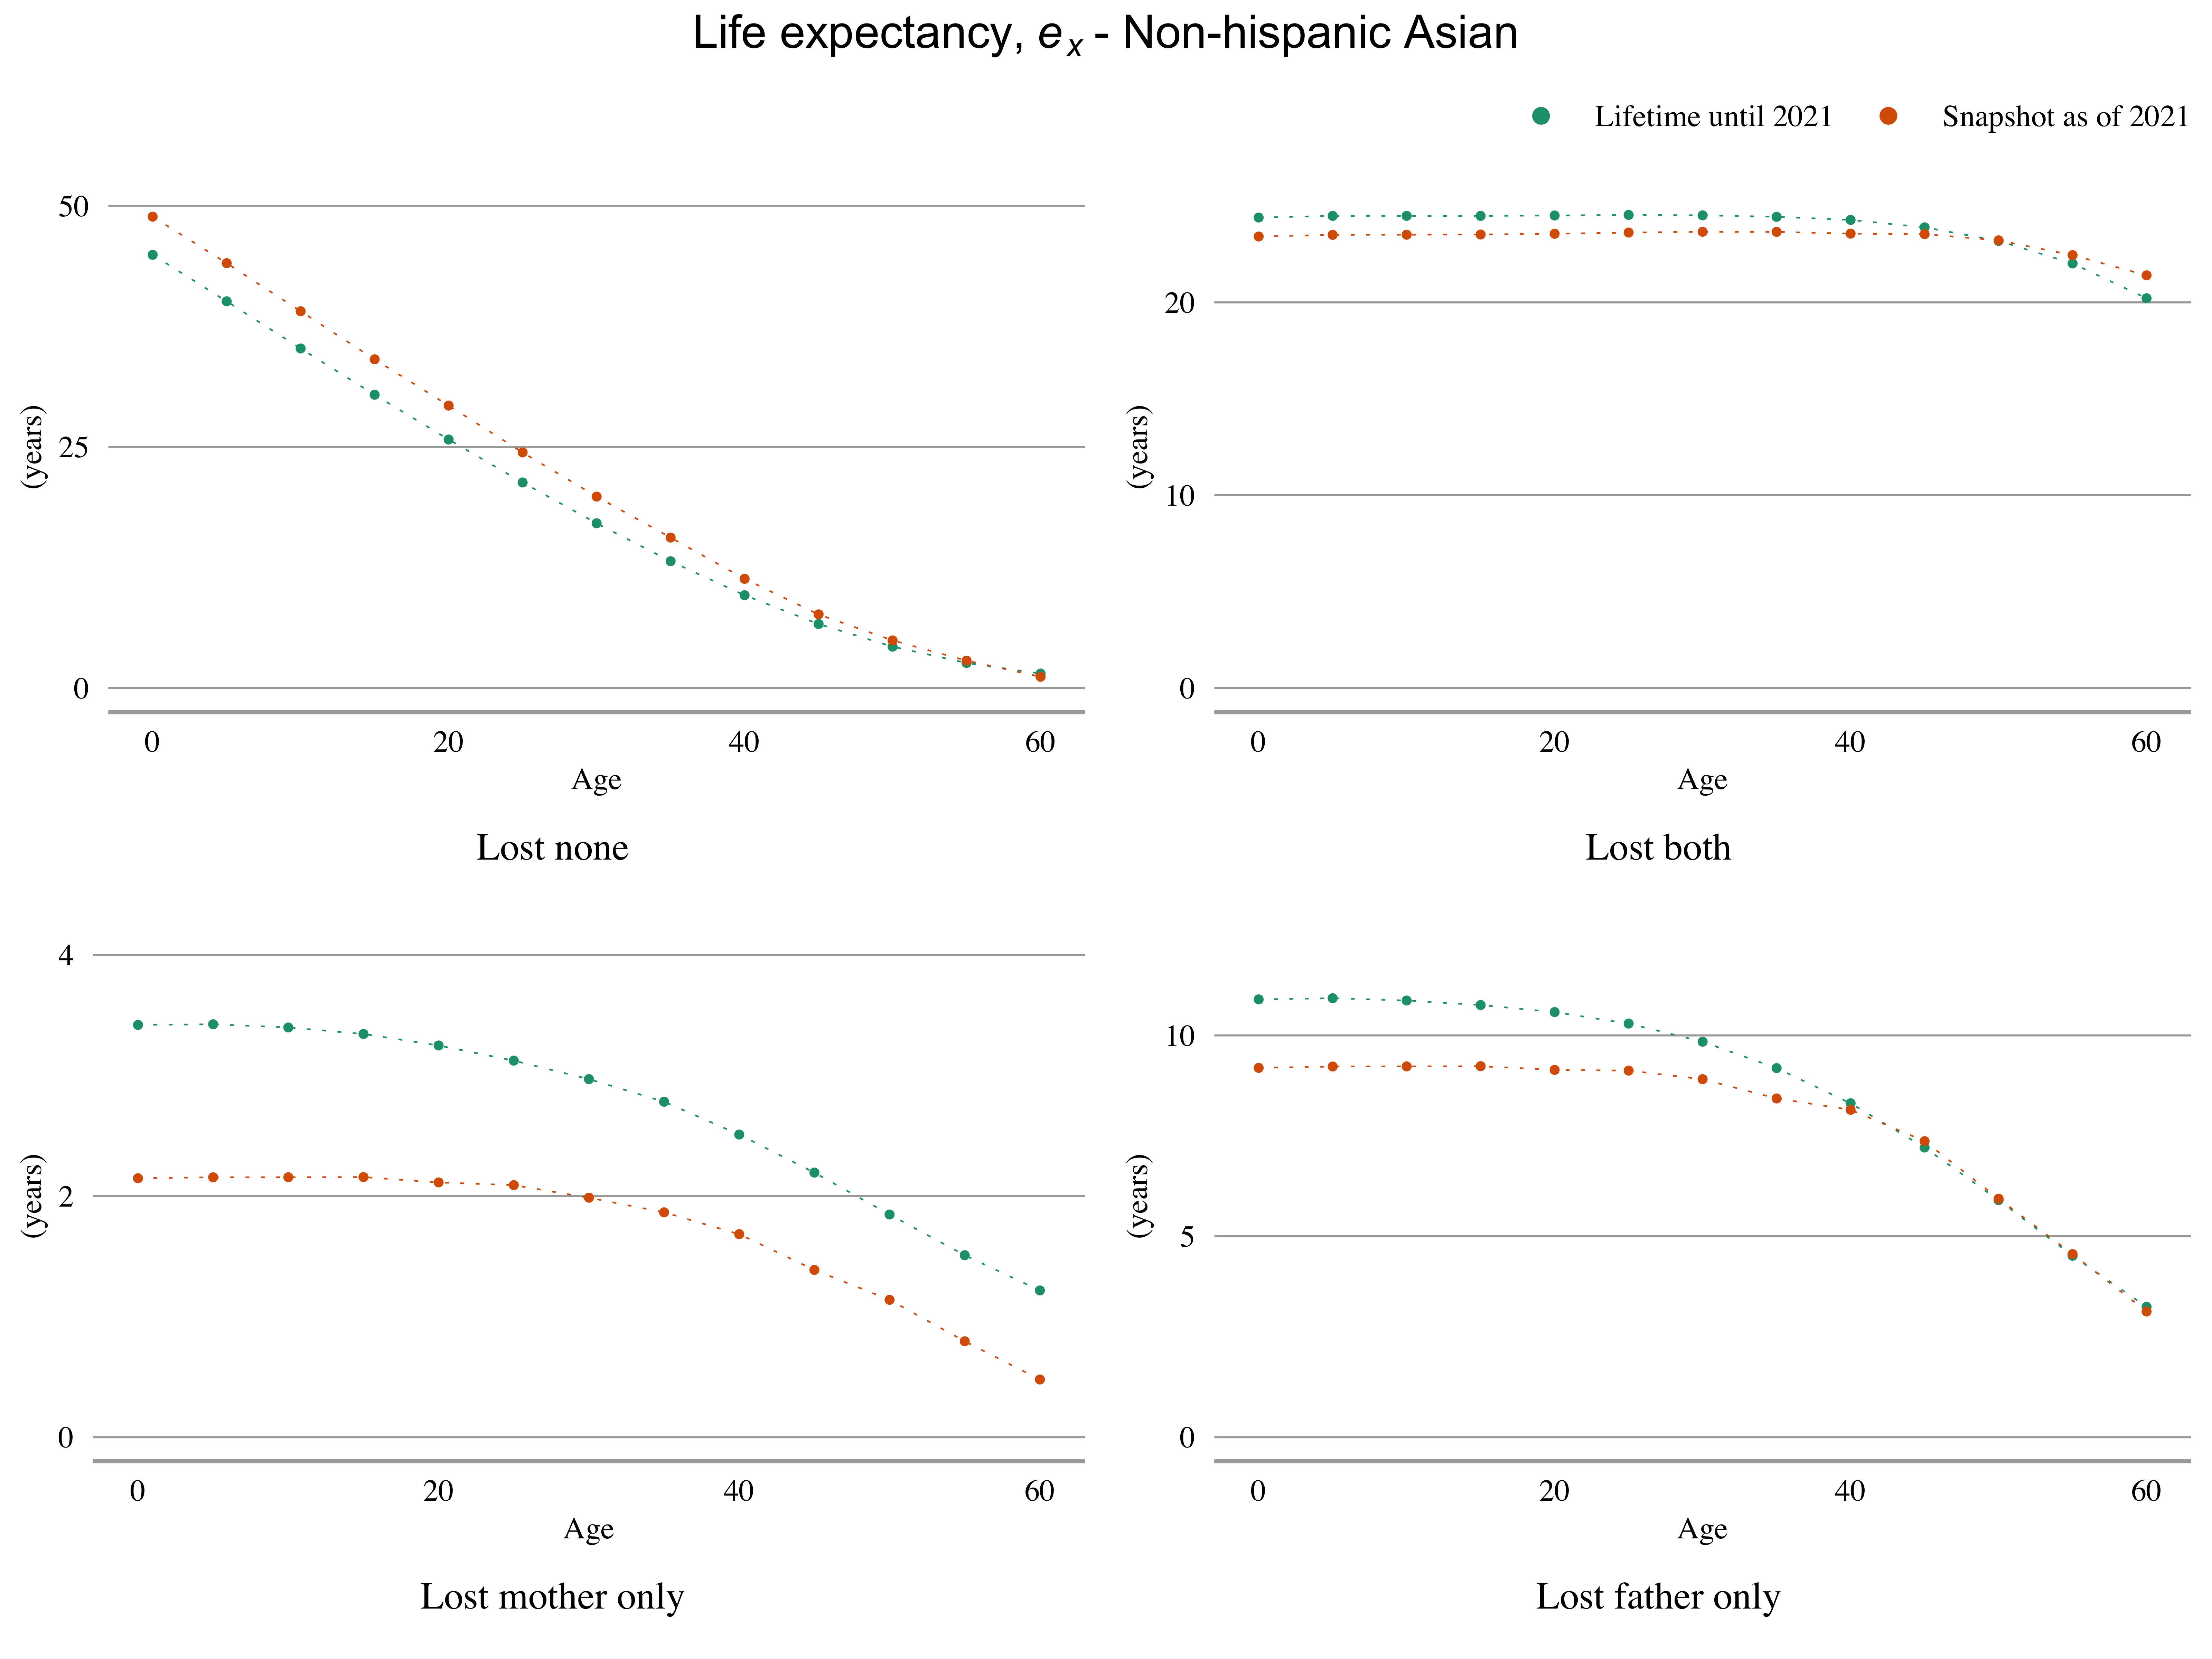 Life expectancy, e x - Non-hispanic Asian
Lifetime until 2021 Snapshot as of 2021
50
25
0
(years)
0 20 40 60
Age
Lost none
20
10
0
(years)
0 20 40 60
Age
Lost both
4
2
0
(years)
0 20 40 60
Age
Lost mother only
10
5
0
(years)
0 20 40 60
Age
Lost father only